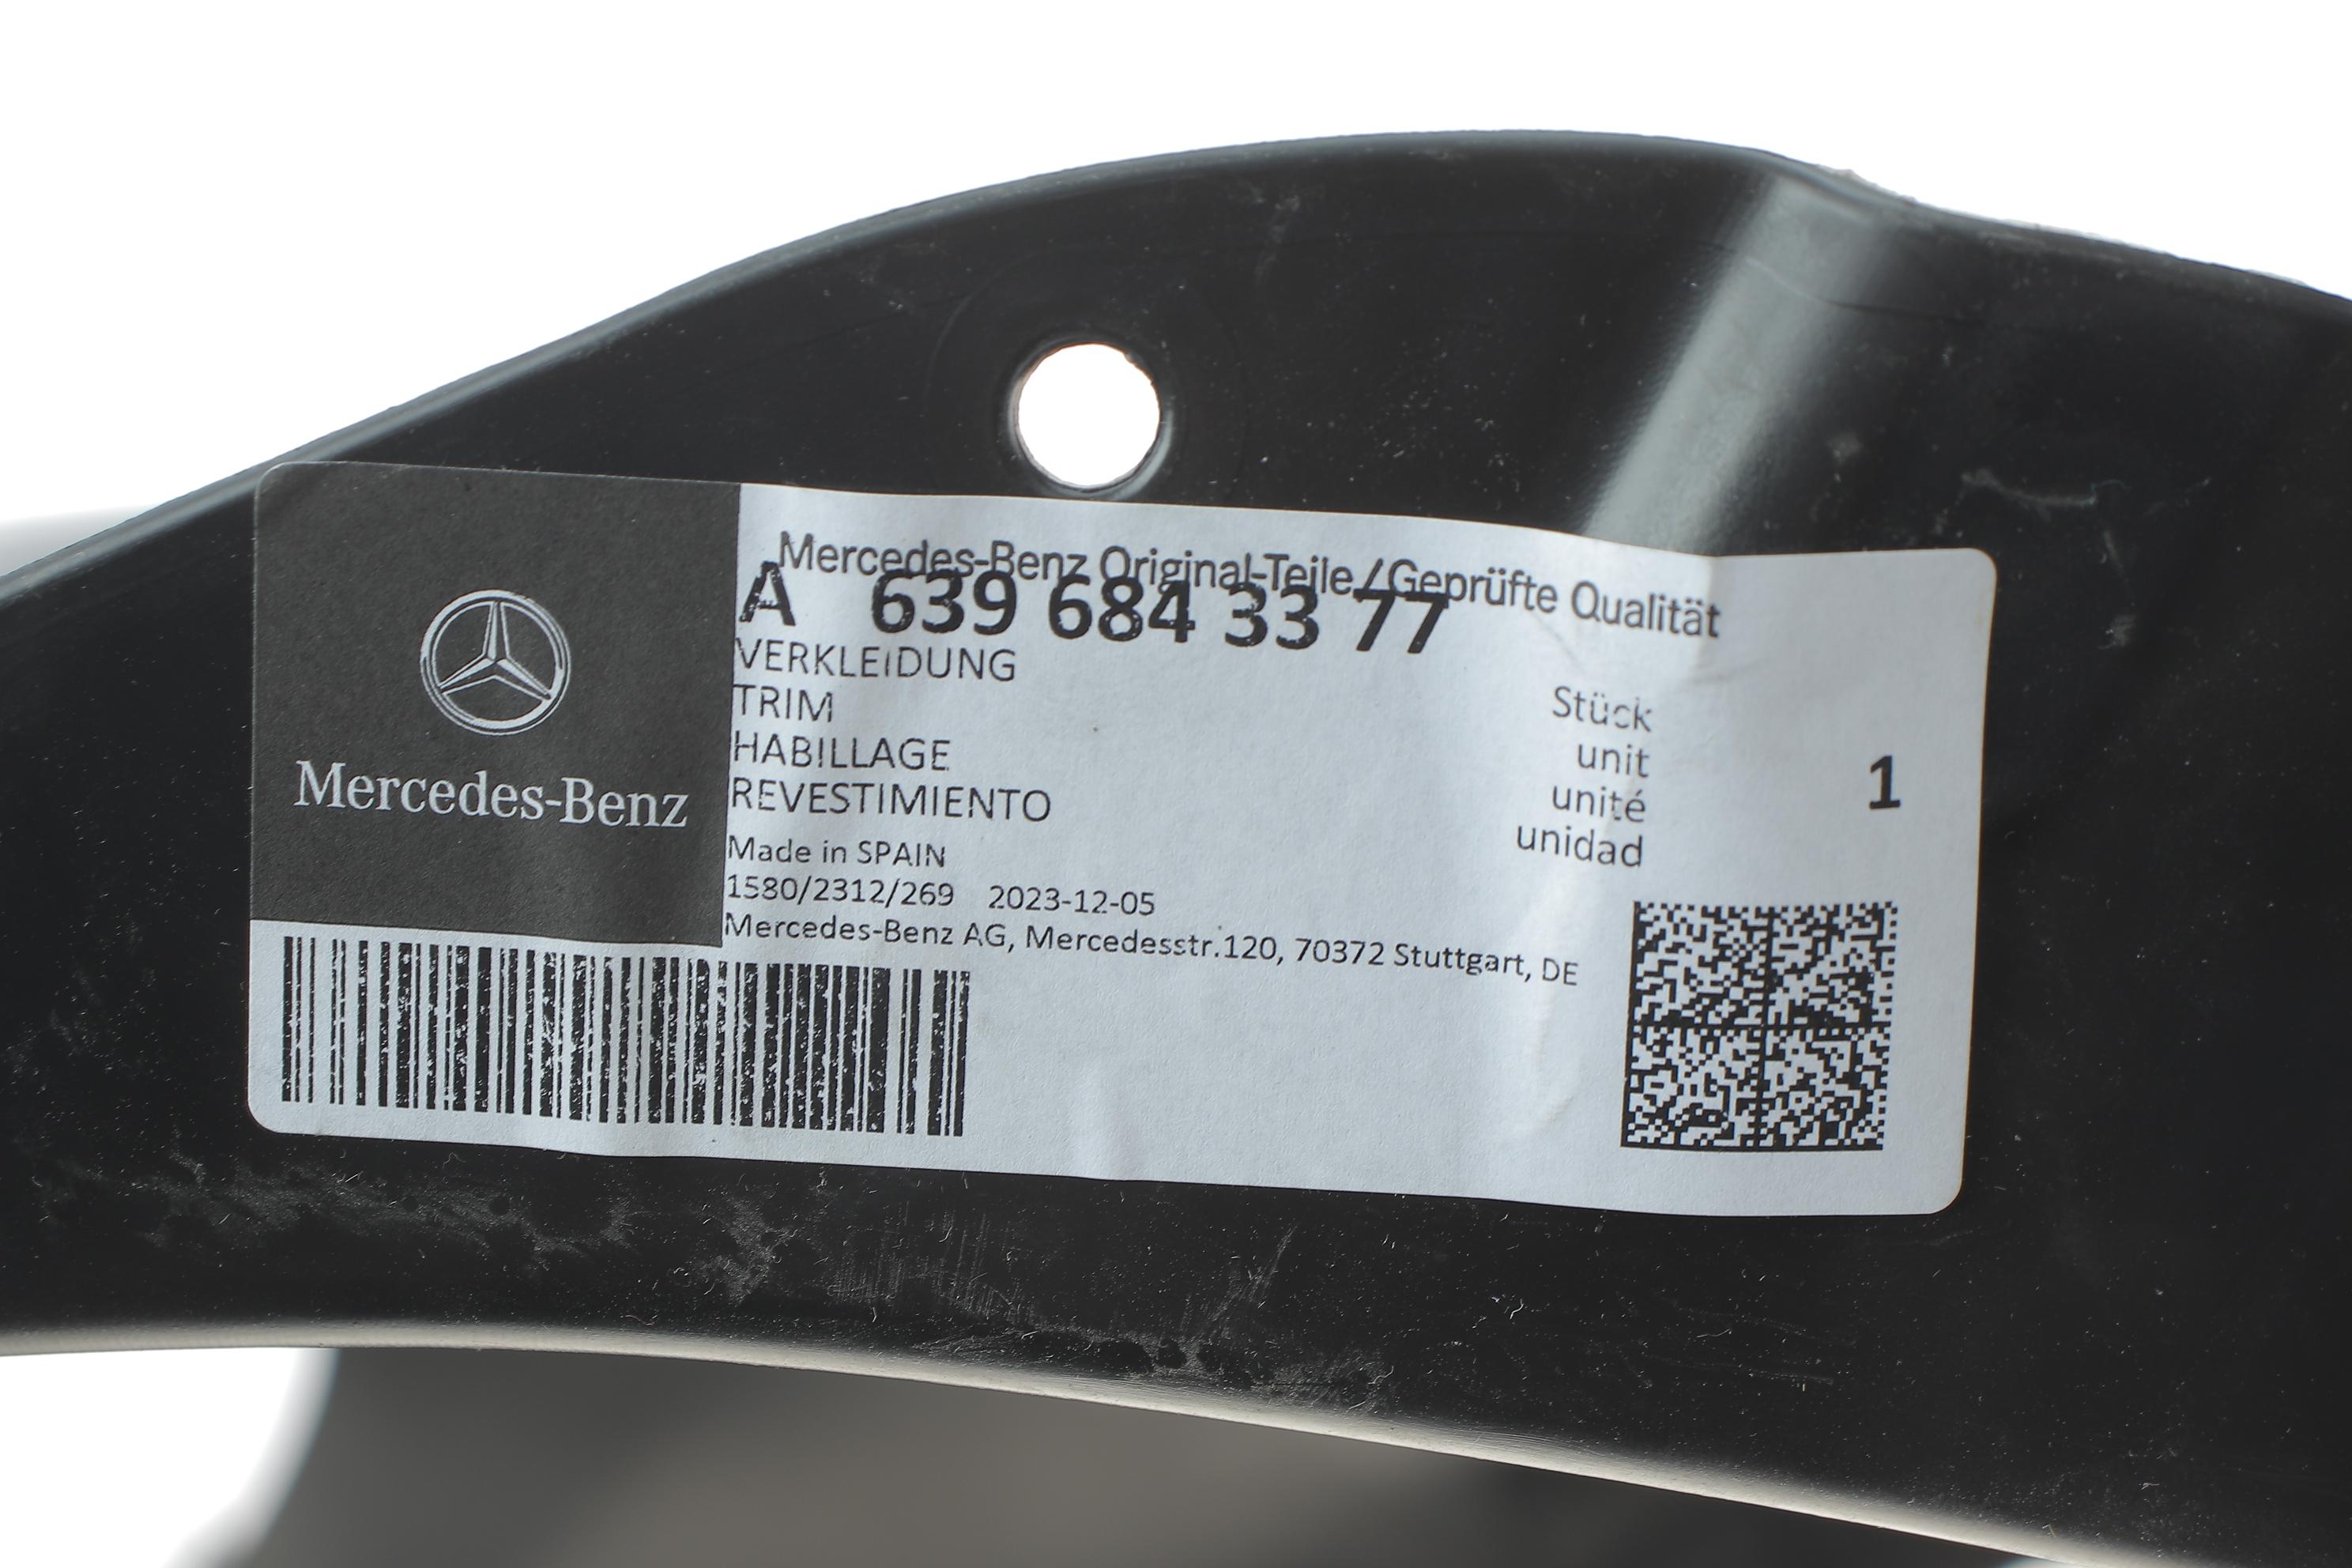 Mercedes-Benz
Mercedes-Benz Original-Teile/Geprüfte Qualität
A 639 684 33 77
VERKLEIDUNG
TRIM
HABILLAGE
REVESTIMIENTO
Stück
unit
unité
unidad
1
Made in SPAIN
1580/2312/269 2023-12-05
Mercedes-Benz AG, Mercedesstr.120, 70372 Stuttgart, DE